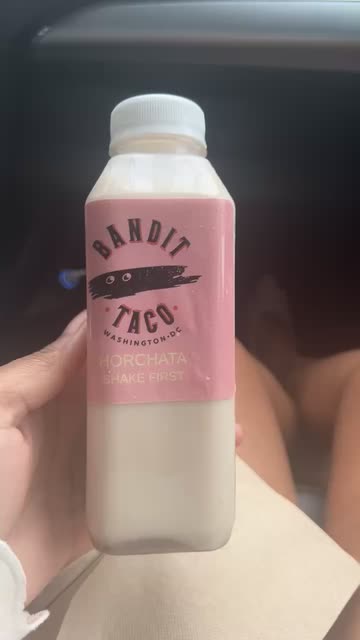 BANDIT
TACO
WASHINGTON•DC
HORCHATA
SHAKE FIRST